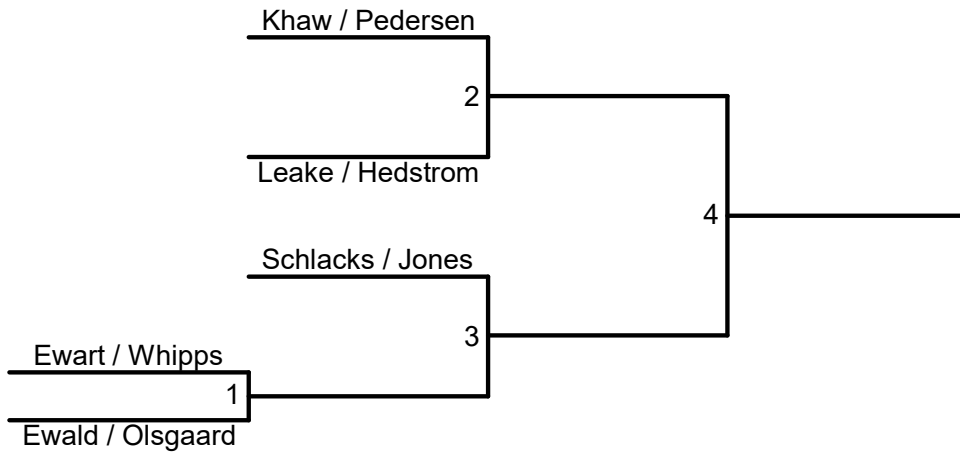 Khaw / Pedersen
2
Leake / Hedstrom
4
Schlacks / Jones
3
Ewart / Whipps
1
Ewald / Olsgaard